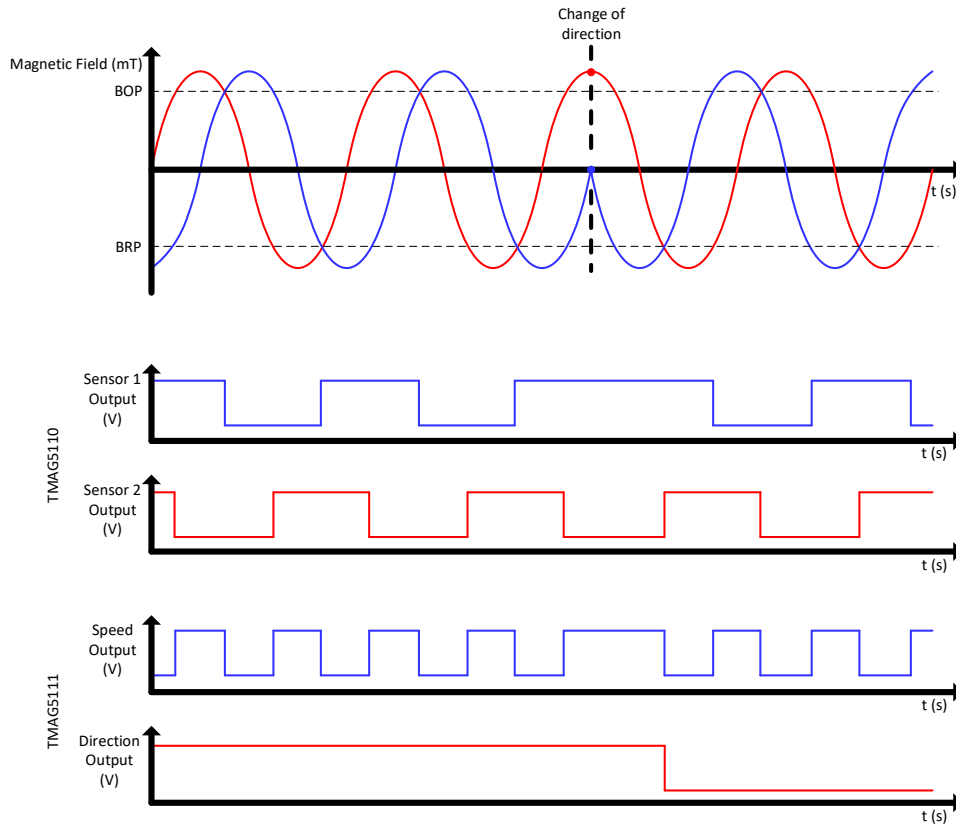 Change of
direction
Magnetic Field (mT)
BOP
t (s)
BRP
Sensor 1
Output
(V)
t (s)
TMAG5110
Sensor 2
Output
(V)
t (s)
Speed
Output
(V)
t (s)
TMAG5111
Direction
Output
(V)
t (s)